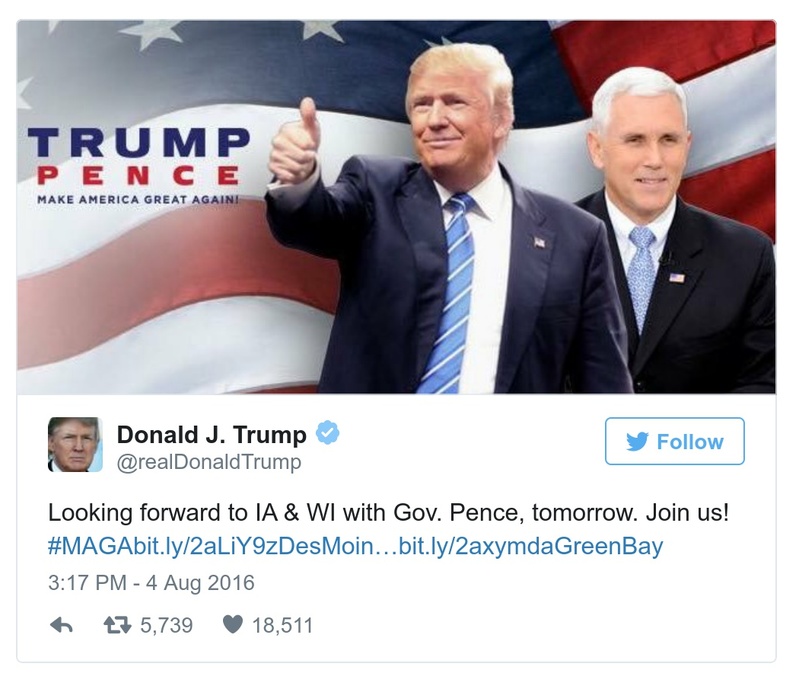 TRUMP
PENCE
MAKE AMERICA GREAT AGAIN!
Donald J. Trump
@realDonaldTrump
Follow
Looking forward to IA & WI with Gov. Pence, tomorrow. Join us!
#MAGAbit.ly/2aLiY9zDesMoin…bit.ly/2axymdaGreenBay
3:17 PM - 4 Aug 2016
5,739 18,511